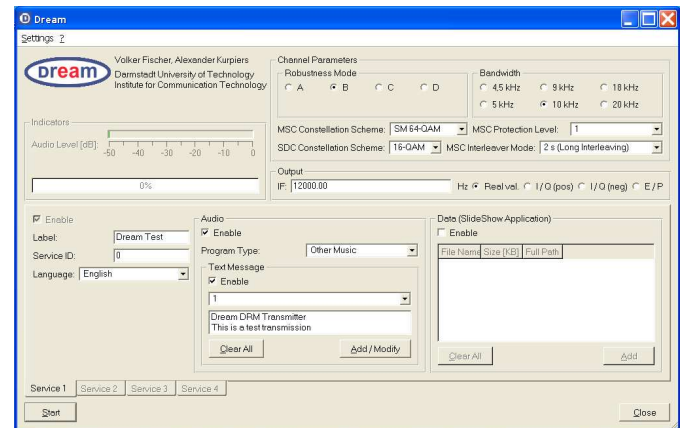 Dream
Settings ?
Dream
Volker Fischer, Alexander Kurpiers
Darmstadt University of Technology
Institute for Communication Technology
Indicators
Audio Level [dB]:
-50 -40 -30 -20 -10 0
0%
Channel Parameters
Robustness Mode
A B C D
Bandwidth
4,5 kHz 9 kHz 18 kHz
5 kHz 10 kHz 20 kHz
MSC Constellation Scheme: SM 64-QAM MSC Protection Level: 1
SDC Constellation Scheme: 16-QAM MSC Interleaver Mode: 2 s (Long Interleaving)
Output
IF: 12000.00 Hz Real val. I / Q (pos) I / Q (neg) E / P
Enable
Label: Dream Test
Service ID: 0
Language: English
Audio
Enable
Program Type: Other Music
Text Message
Enable
1
Dream DRM Transmitter
This is a test transmission
Clear All Add / Modify
Data (SlideShow Application)
Enable
File Name Size [KB] Full Path
Clear All Add
Service 1 Service 2 Service 3 Service 4
Start Close